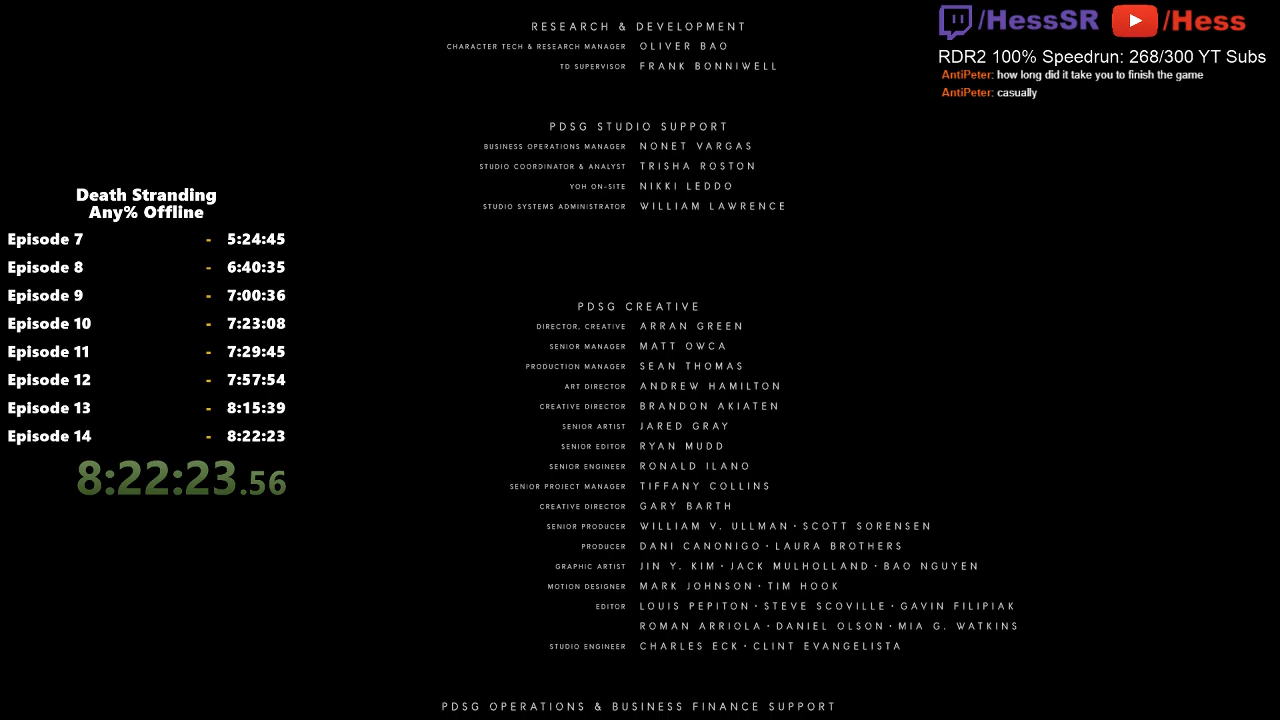 /HessSR /Hess
RDR2 100% Speedrun: 268/300 YT Subs
AntiPeter: how long did it take you to finish the game
AntiPeter: casually
Death Stranding
Any% Offline
Episode 7 - 5:24:45
Episode 8 - 6:40:35
Episode 9 - 7:00:36
Episode 10 - 7:23:08
Episode 11 - 7:29:45
Episode 12 - 7:57:54
Episode 13 - 8:15:39
Episode 14 - 8:22:23
8:22:23.56
RESEARCH & DEVELOPMENT
CHARACTER TECH & RESEARCH MANAGER OLIVER BAO
TD SUPERVISOR FRANK BONNIWELL
PDSG STUDIO SUPPORT
BUSINESS OPERATIONS MANAGER NONET VARGAS
STUDIO COORDINATOR & ANALYST TRISHA ROSTON
YOH ON-SITE NIKKI LEDDO
STUDIO SYSTEMS ADMINISTRATOR WILLIAM LAWRENCE
PDSG CREATIVE
DIRECTOR, CREATIVE ARRAN GREEN
SENIOR MANAGER MATT OWCA
PRODUCTION MANAGER SEAN THOMAS
ART DIRECTOR ANDREW HAMILTON
CREATIVE DIRECTOR BRANDON AKIATEN
SENIOR ARTIST JARED GRAY
SENIOR EDITOR RYAN MUDD
SENIOR ENGINEER RONALD ILANO
SENIOR PROJECT MANAGER TIFFANY COLLINS
CREATIVE DIRECTOR GARY BARTH
SENIOR PRODUCER WILLIAM V. ULLMAN · SCOTT SORENSEN
PRODUCER DANI CANONIGO · LAURA BROTHERS
GRAPHIC ARTIST JIN Y. KIM · JACK MULHOLLAND · BAO NGUYEN
MOTION DESIGNER MARK JOHNSON · TIM HOOK
EDITOR LOUIS PEPITON · STEVE SCOVILLE · GAVIN FILIPIAK
ROMAN ARRIOLA · DANIEL OLSON · MIA G. WATKINS
STUDIO ENGINEER CHARLES ECK · CLINT EVANGELISTA
PDSG OPERATIONS & BUSINESS FINANCE SUPPORT